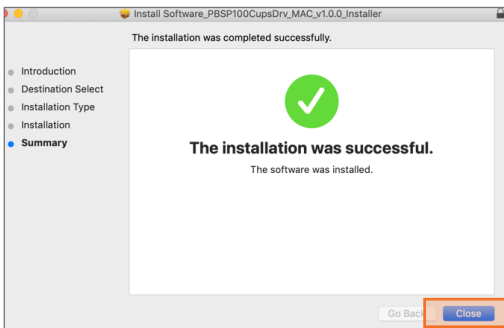 Install Software_PBSP100CupsDrv_MAC_v1.0.0_Installer
The installation was completed successfully.
Introduction
Destination Select
Installation Type
Installation
Summary
The installation was successful.
The software was installed.
Go Back
Close